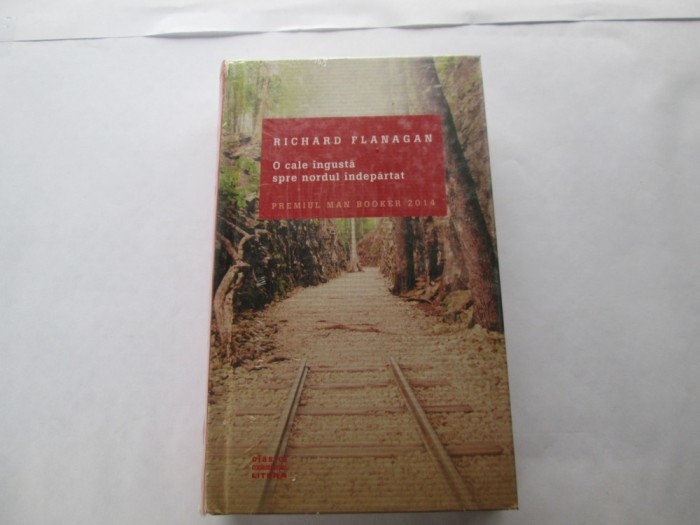 RICHARD FLANAGAN
O cale îngustă
spre nordul îndepărtat
PREMIUL MAN BOOKER 2014
LITERA